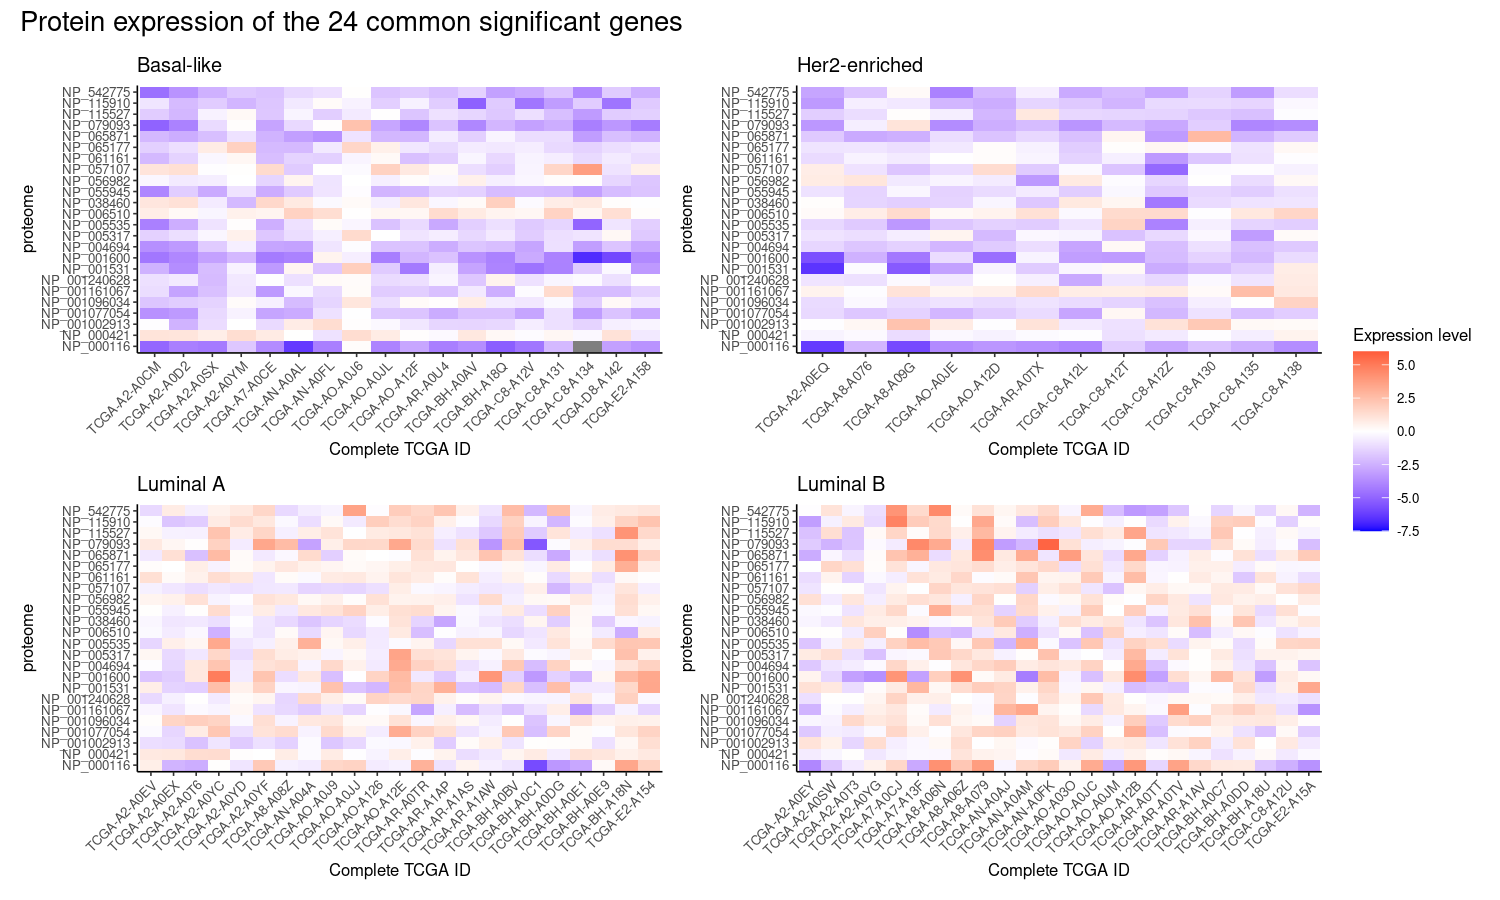 Protein expression of the 24 common significant genes
Basal-like
proteome
NP_542775
NP_115910
NP_115527
NP_079093
NP_065871
NP_065177
NP_061161
NP_057107
NP_056982
NP_055945
NP_038460
NP_006510
NP_005535
NP_005317
NP_004694
NP_001600
NP_001531
NP_001240628
NP_001161067
NP_001096034
NP_001077054
NP_001002913
NP_000421
NP_000116
TCGA-A2-A0CM
TCGA-A2-A0D2
TCGA-A2-A0SX
TCGA-A2-A0YM
TCGA-A7-A0CE
TCGA-AN-A0AL
TCGA-AN-A0FL
TCGA-AO-A0J6
TCGA-AO-A0JL
TCGA-AO-A12F
TCGA-AR-A0U4
TCGA-BH-A0AV
TCGA-BH-A18Q
TCGA-C8-A12V
TCGA-C8-A131
TCGA-C8-A134
TCGA-D8-A142
TCGA-E2-A158
Complete TCGA ID
Her2-enriched
proteome
NP_542775
NP_115910
NP_115527
NP_079093
NP_065871
NP_065177
NP_061161
NP_057107
NP_056982
NP_055945
NP_038460
NP_006510
NP_005535
NP_005317
NP_004694
NP_001600
NP_001531
NP_001240628
NP_001161067
NP_001096034
NP_001077054
NP_001002913
NP_000421
NP_000116
TCGA-A2-A0EQ
TCGA-A8-A076
TCGA-A8-A09G
TCGA-AO-A0JE
TCGA-AO-A12D
TCGA-AR-A0TX
TCGA-C8-A12L
TCGA-C8-A12T
TCGA-C8-A12Z
TCGA-C8-A130
TCGA-C8-A135
TCGA-C8-A138
Complete TCGA ID
Expression level
5.0
2.5
0.0
-2.5
-5.0
-7.5
Luminal A
proteome
NP_542775
NP_115910
NP_115527
NP_079093
NP_065871
NP_065177
NP_061161
NP_057107
NP_056982
NP_055945
NP_038460
NP_006510
NP_005535
NP_005317
NP_004694
NP_001600
NP_001531
NP_001240628
NP_001161067
NP_001096034
NP_001077054
NP_001002913
NP_000421
NP_000116
TCGA-A2-A0EV
TCGA-A2-A0EX
TCGA-A2-A0T6
TCGA-A2-A0YC
TCGA-A2-A0YD
TCGA-A2-A0YF
TCGA-A8-A08Z
TCGA-AN-A04A
TCGA-AO-A0J9
TCGA-AO-A0JJ
TCGA-AO-A126
TCGA-AO-A12E
TCGA-AR-A0TR
TCGA-AR-A1AP
TCGA-AR-A1AS
TCGA-AR-A1AW
TCGA-BH-A0BV
TCGA-BH-A0C1
TCGA-BH-A0DG
TCGA-BH-A0E1
TCGA-BH-A0E9
TCGA-BH-A18N
TCGA-E2-A154
Complete TCGA ID
Luminal B
proteome
NP_542775
NP_115910
NP_115527
NP_079093
NP_065871
NP_065177
NP_061161
NP_057107
NP_056982
NP_055945
NP_038460
NP_006510
NP_005535
NP_005317
NP_004694
NP_001600
NP_001531
NP_001240628
NP_001161067
NP_001096034
NP_001077054
NP_001002913
NP_000421
NP_000116
TCGA-A2-A0EY
TCGA-A2-A0SW
TCGA-A2-A0T3
TCGA-A2-A0YG
TCGA-A7-A0CJ
TCGA-A7-A13F
TCGA-A8-A06N
TCGA-A8-A06Z
TCGA-A8-A079
TCGA-AN-A0AJ
TCGA-AN-A0AM
TCGA-AN-A0FK
TCGA-AO-A03O
TCGA-AO-A0JC
TCGA-AO-A0JM
TCGA-AO-A12B
TCGA-AR-A0TT
TCGA-AR-A0TV
TCGA-AR-A1AV
TCGA-BH-A0C7
TCGA-BH-A0DD
TCGA-BH-A18U
TCGA-C8-A12U
TCGA-E2-A15A
Complete TCGA ID